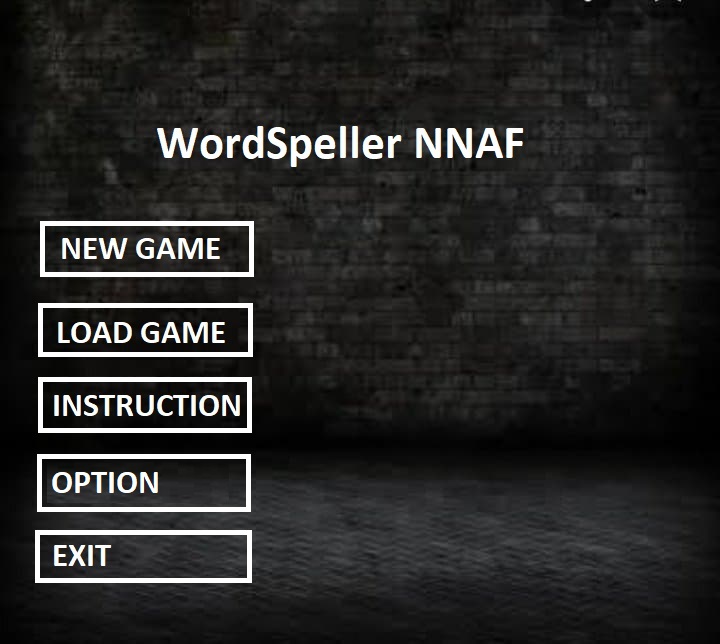 WordSpeller NNAF
NEW GAME
LOAD GAME
INSTRUCTION
OPTION
EXIT